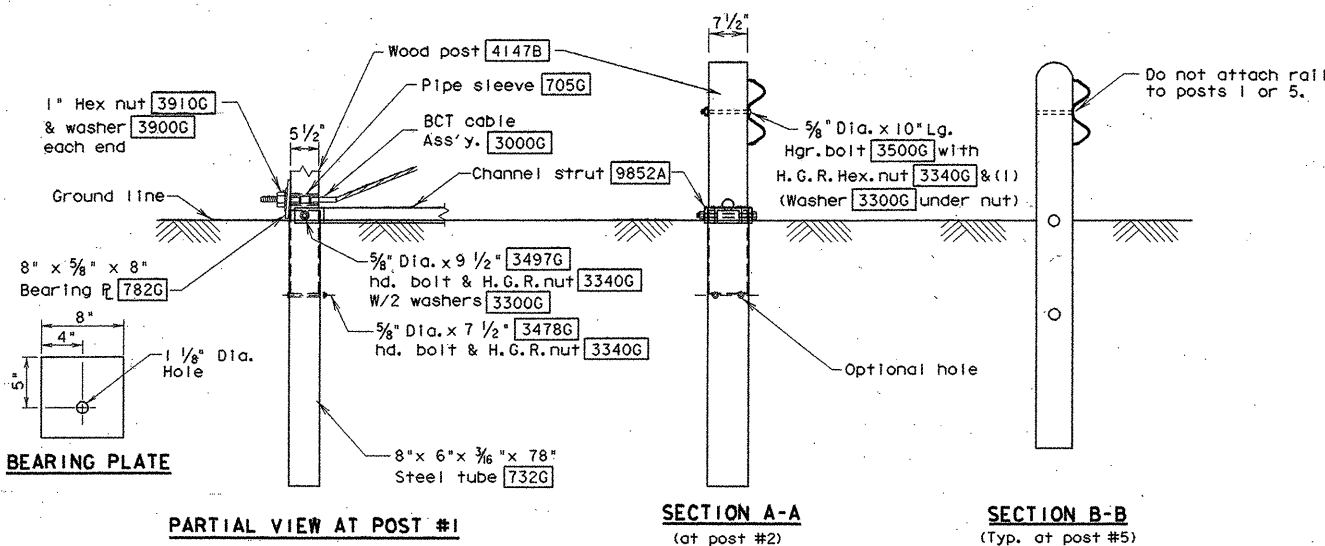 7 1/2"
Wood post 4147B
Pipe sleeve 705G
Do not attach rail
to posts 1 or 5.
1" Hex nut 3910G
& washer 3900G
each end
5 1/2"
BCT cable
Ass'y. 3000G
5/8" Dia. x 10" Lg.
Hgr. bolt 3500G with
H.G.R. Hex. nut 3340G & (1)
(Washer 3300G under nut)
Channel strut 9852A
Ground line
8" x 5/8" x 8"
Bearing PL 782G
5/8" Dia. x 9 1/2" 3497G
hd. bolt & H.G.R. nut 3340G
W/2 washers 3300G
5/8" Dia. x 7 1/2" 3478G
hd. bolt & H.G.R. nut 3340G
8"
4"
1 1/8" Dia.
Hole
5"
Optional hole
BEARING PLATE
8" x 6" x 3/16" x 78"
Steel tube 732G
PARTIAL VIEW AT POST #1
SECTION A-A
(at post #2)
SECTION B-B
(Typ. at post #5)